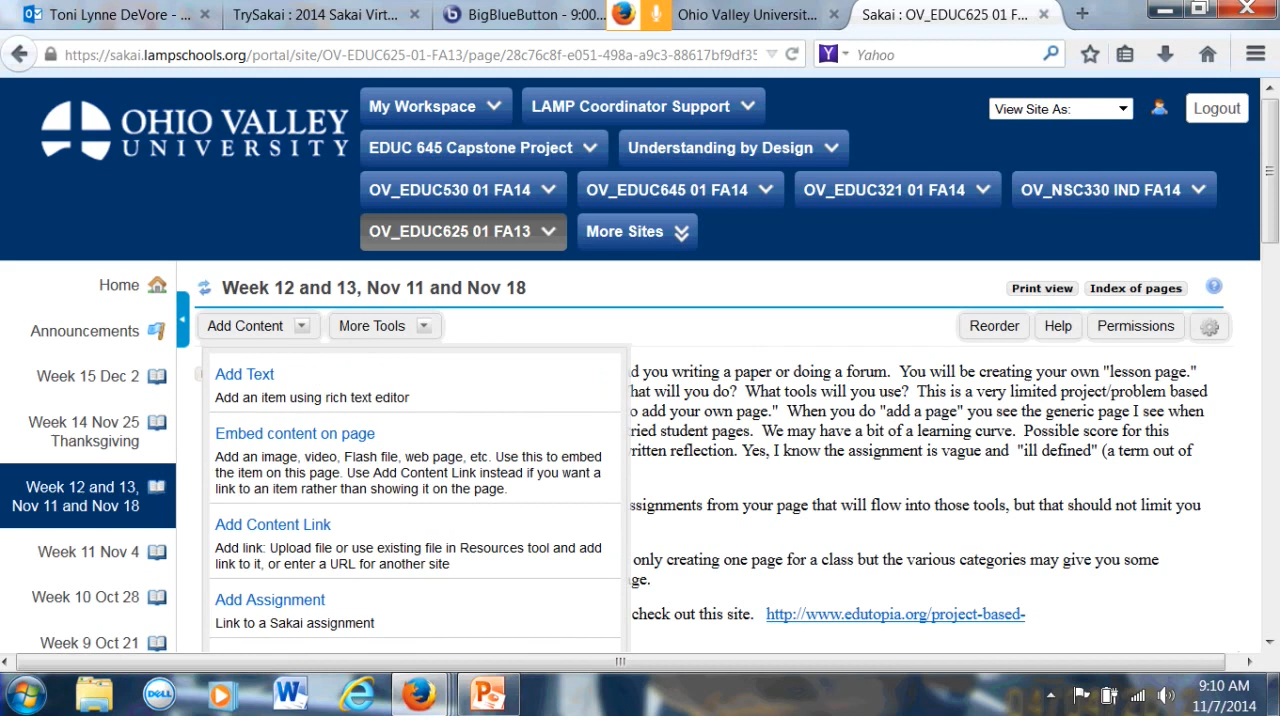 Toni Lynne DeVore - ...
TrySakai : 2014 Sakai Virt...
BigBlueButton - 9:00...
Ohio Valley Universit...
Sakai : OV_EDUC625 01 F...
https://sakai.lampschools.org/portal/site/OV-EDUC625-01-FA13/page/28c76c8f-e051-498a-a9c3-88617bf9df35
Yahoo
OHIO VALLEY
UNIVERSITY
My Workspace
LAMP Coordinator Support
View Site As:
Logout
EDUC 645 Capstone Project
Understanding by Design
OV_EDUC530 01 FA14
OV_EDUC645 01 FA14
OV_EDUC321 01 FA14
OV_NSC330 IND FA14
OV_EDUC625 01 FA13
More Sites
Home
Announcements
Week 15 Dec 2
Week 14 Nov 25
Thanksgiving
Week 12 and 13,
Nov 11 and Nov 18
Week 11 Nov 4
Week 10 Oct 28
Week 9 Oct 21
Week 12 and 13, Nov 11 and Nov 18
Print view
Index of pages
Add Content
More Tools
Reorder
Help
Permissions
Add Text
Add an item using rich text editor
Embed content on page
Add an image, video, Flash file, web page, etc. Use this to embed
the item on this page. Use Add Content Link instead if you want a
link to an item rather than showing it on the page.
Add Content Link
Add link: Upload file or use existing file in Resources tool and add
link to it, or enter a URL for another site
Add Assignment
Link to a Sakai assignment
d you writing a paper or doing a forum. You will be creating your own "lesson page."
hat will you do? What tools will you use? This is a very limited project/problem based
o add your own page." When you do "add a page" you see the generic page I see when
ried student pages. We may have a bit of a learning curve. Possible score for this
ritten reflection. Yes, I know the assignment is vague and "ill defined" (a term out of
ssignments from your page that will flow into those tools, but that should not limit you
only creating one page for a class but the various categories may give you some
ge.
check out this site. http://www.edutopia.org/project-based-
DELL
9:10 AM
11/7/2014